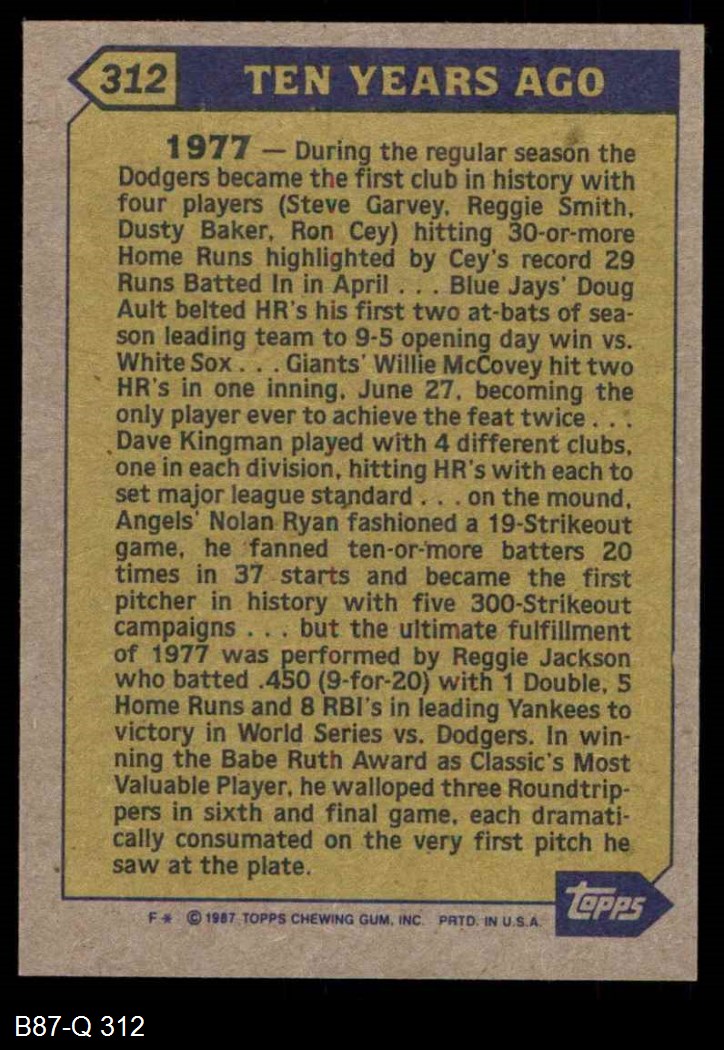 312 TEN YEARS AGO
1977 — During the regular season the
Dodgers became the first club in history with
four players (Steve Garvey, Reggie Smith,
Dusty Baker, Ron Cey) hitting 30-or-more
Home Runs highlighted by Cey's record 29
Runs Batted In in April . . . Blue Jays' Doug
Ault belted HR's his first two at-bats of sea-
son leading team to 9-5 opening day win vs.
White Sox . . . Giants' Willie McCovey hit two
HR's in one inning, June 27, becoming the
only player ever to achieve the feat twice . . .
Dave Kingman played with 4 different clubs,
one in each division, hitting HR's with each to
set major league standard . . . on the mound,
Angels' Nolan Ryan fashioned a 19-Strikeout
game, he fanned ten-or-more batters 20
times in 37 starts and became the first
pitcher in history with five 300-Strikeout
campaigns . . . but the ultimate fulfillment
of 1977 was performed by Reggie Jackson
who batted .450 (9-for-20) with 1 Double, 5
Home Runs and 8 RBI's in leading Yankees to
victory in World Series vs. Dodgers. In win-
ning the Babe Ruth Award as Classic's Most
Valuable Player, he walloped three Roundtrip-
pers in sixth and final game, each dramati-
cally consumated on the very first pitch he
saw at the plate.
topps
F* © 1987 TOPPS CHEWING GUM, INC. PRTD. IN U.S.A.
B87-Q 312